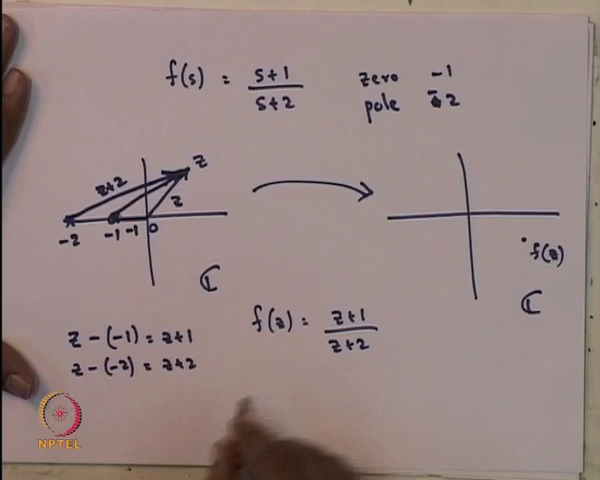 f(s) = s+1 / s+2 zero -1
pole -2
z+2 z z
-2 -1 -1 0
ℂ
f(z)
ℂ
z - (-1) = z+1
z - (-2) = z+2
f(z) = z+1 / z+2
NPTEL